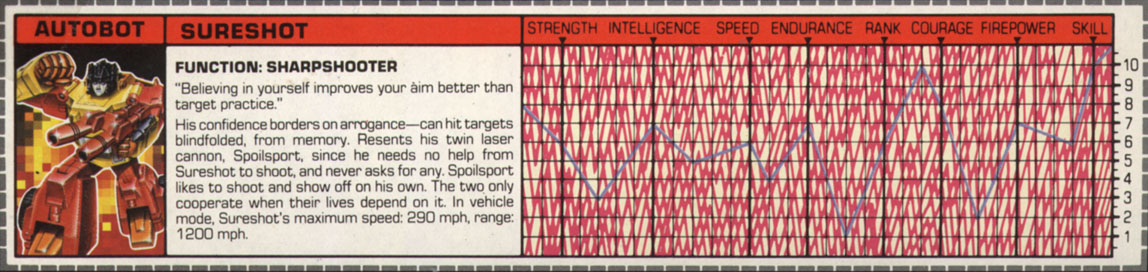 AUTOBOT
SURESHOT
FUNCTION: SHARPSHOOTER
"Believing in yourself improves your aim better than
target practice."
His confidence borders on arrogance—can hit targets
blindfolded, from memory. Resents his twin laser
cannon, Spoilsport, since he needs no help from
Sureshot to shoot, and never asks for any. Spoilsport
likes to shoot and show off on his own. The two only
cooperate when their lives depend on it. In vehicle
mode, Sureshot's maximum speed: 290 mph, range:
1200 mph.
STRENGTH INTELLIGENCE SPEED ENDURANCE RANK COURAGE FIREPOWER SKILL
10
9
8
7
6
5
4
3
2
1